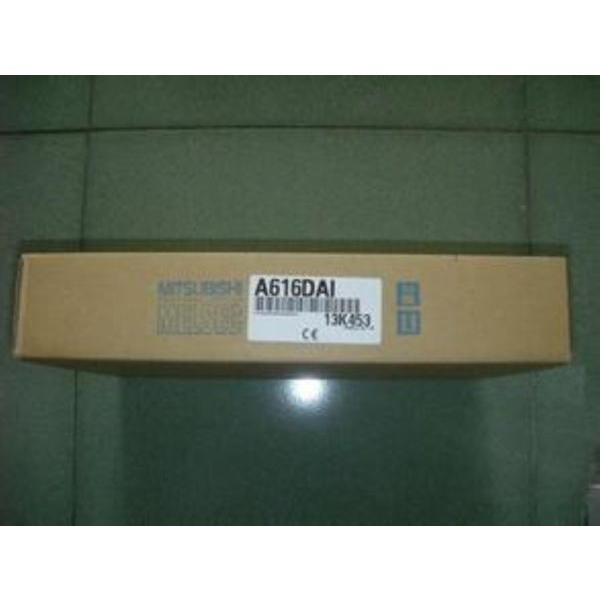 MITSUBISHI
MELSEC
A616DAI
13K453
CE